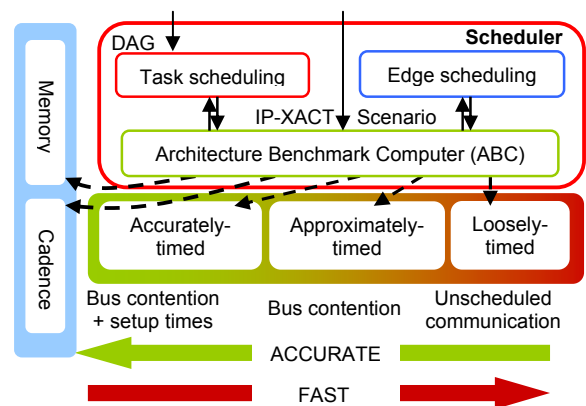 DAG
Scheduler
Task scheduling
Edge scheduling
IP-XACT Scenario
Architecture Benchmark Computer (ABC)
Memory
Cadence
Accurately-
timed
Approximately-
timed
Loosely-
timed
Bus contention
+ setup times
Bus contention
Unscheduled
communication
ACCURATE
FAST